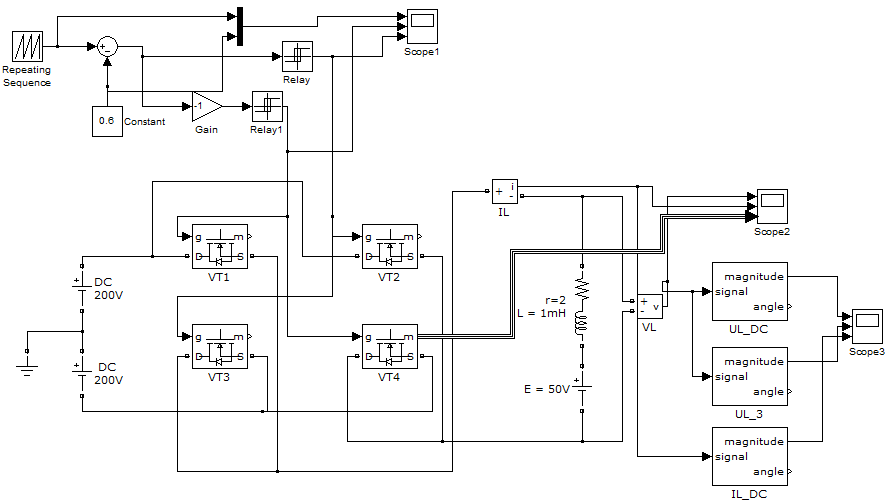 Repeating
Sequence
+
-
0.6
Constant
-1
Gain
Relay
Relay1
Scope1
DC
200V
+
DC
200V
+
g
m
D
S
VT1
g
m
D
S
VT2
g
m
D
S
VT3
g
m
D
S
VT4
+
i
-
IL
r=2
L = 1mH
+
E = 50V
+
-
v
VL
Scope2
magnitude
signal
angle
UL_DC
magnitude
signal
angle
UL_3
magnitude
signal
angle
IL_DC
Scope3